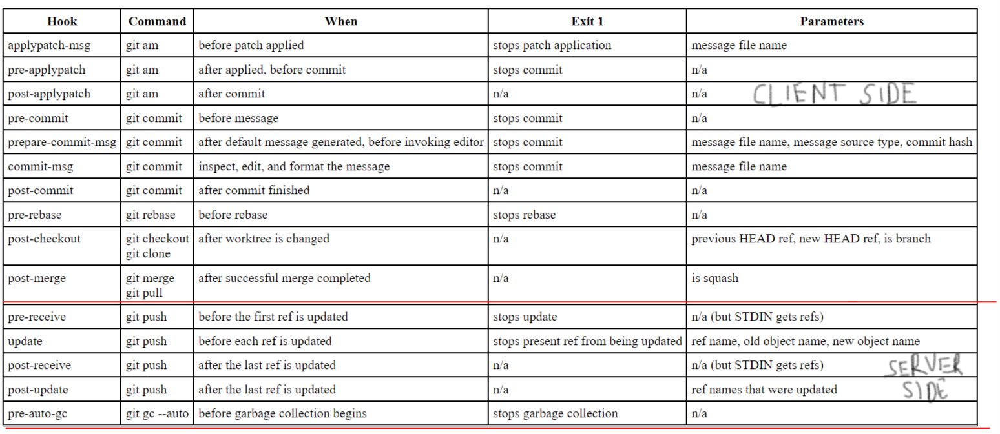 Hook Command When Exit 1 Parameters
applypatch-msg git am before patch applied stops patch application message file name
pre-applypatch git am after applied, before commit stops commit n/a
post-applypatch git am after commit n/a n/a CLIENT SIDE
pre-commit git commit before message stops commit n/a
prepare-commit-msg git commit after default message generated, before invoking editor stops commit message file name, message source type, commit hash
commit-msg git commit inspect, edit, and format the message stops commit message file name
post-commit git commit after commit finished n/a n/a
pre-rebase git rebase before rebase stops rebase n/a
post-checkout git checkout after worktree is changed n/a previous HEAD ref, new HEAD ref, is branch
git clone
post-merge git merge after successful merge completed n/a is squash
git pull
pre-receive git push before the first ref is updated stops update n/a (but STDIN gets refs)
update git push before each ref is updated stops present ref from being updated ref name, old object name, new object name
post-receive git push after the last ref is updated n/a n/a (but STDIN gets refs) SERVER
post-update git push after the last ref is updated n/a ref names that were updated SIDE
pre-auto-gc git gc --auto before garbage collection begins stops garbage collection n/a